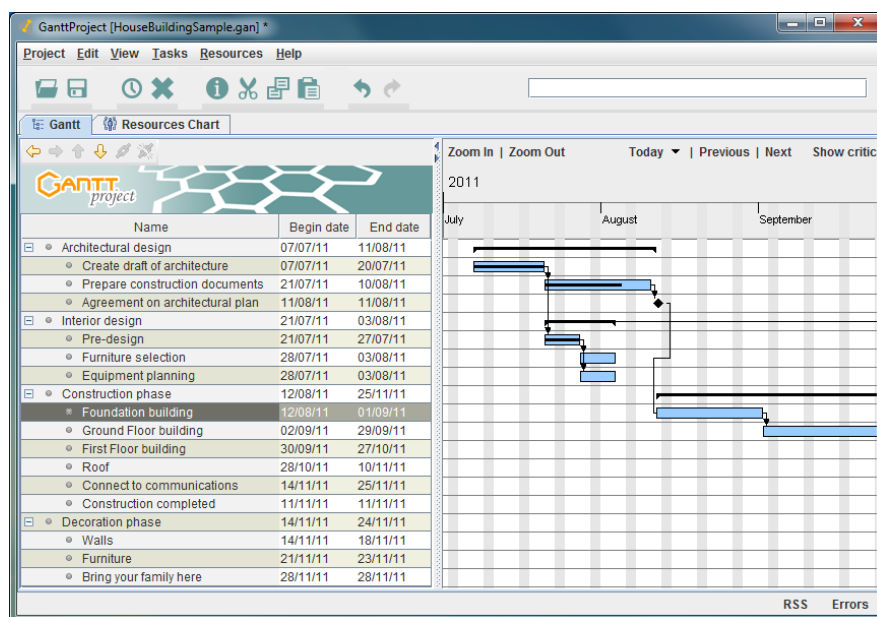 GanttProject [HouseBuildingSample.gan] *
Project Edit View Tasks Resources Help
Gantt Resources Chart
Zoom In | Zoom Out Today | Previous | Next Show critic
GANTT project
2011
Name Begin date End date
July August September
Architectural design 07/07/11 11/08/11
Create draft of architecture 07/07/11 20/07/11
Prepare construction documents 21/07/11 10/08/11
Agreement on architectural plan 11/08/11 11/08/11
Interior design 21/07/11 03/08/11
Pre-design 21/07/11 27/07/11
Furniture selection 28/07/11 03/08/11
Equipment planning 28/07/11 03/08/11
Construction phase 12/08/11 25/11/11
Foundation building 12/08/11 01/09/11
Ground Floor building 02/09/11 29/09/11
First Floor building 30/09/11 27/10/11
Roof 28/10/11 10/11/11
Connect to communications 14/11/11 25/11/11
Construction completed 11/11/11 11/11/11
Decoration phase 14/11/11 24/11/11
Walls 14/11/11 18/11/11
Furniture 21/11/11 23/11/11
Bring your family here 28/11/11 28/11/11
RSS Errors